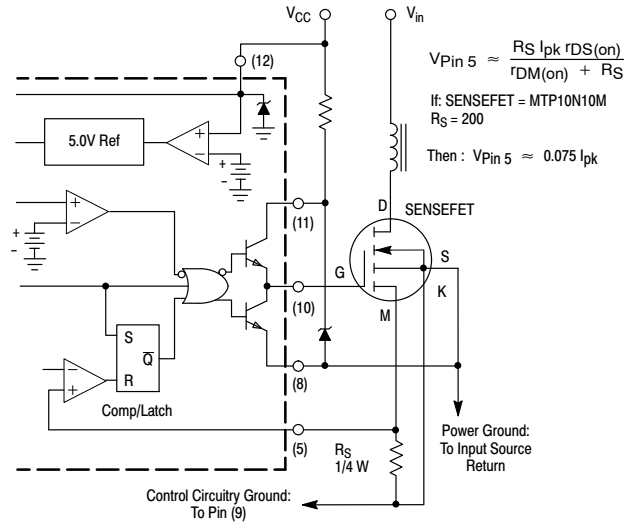 VCC
Vin
(12)
VPin 5 ≈ RS Ipk rDS(on) / rDM(on) + RS
If: SENSEFET = MTP10N10M
RS = 200
Then : VPin 5 ≈ 0.075 Ipk
5.0V Ref
+
-
+
-
+
-
+
-
(11)
D
SENSEFET
S
G
K
(10)
M
S
Q
R
-
+
Comp/Latch
(8)
(5)
RS
1/4 W
Power Ground:
To Input Source
Return
Control Circuitry Ground:
To Pin (9)